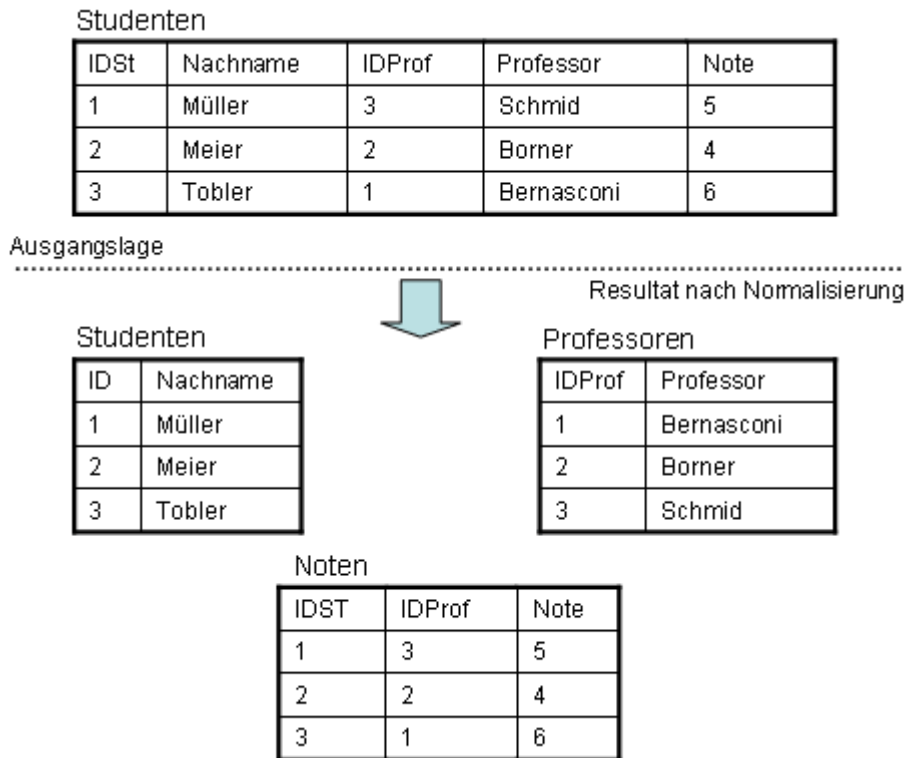 Studenten
IDSt Nachname IDProf Professor Note
1 Müller 3 Schmid 5
2 Meier 2 Borner 4
3 Tobler 1 Bernasconi 6
Ausgangslage
Resultat nach Normalisierung
Studenten
ID Nachname
1 Müller
2 Meier
3 Tobler
Professoren
IDProf Professor
1 Bernasconi
2 Borner
3 Schmid
Noten
IDST IDProf Note
1 3 5
2 2 4
3 1 6